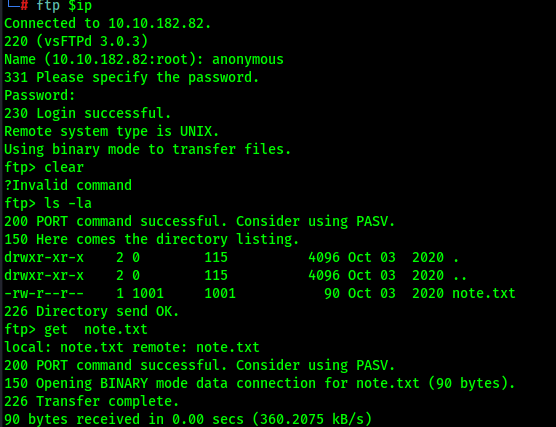 └─# ftp $ip
Connected to 10.10.182.82.
220 (vsFTPd 3.0.3)
Name (10.10.182.82:root): anonymous
331 Please specify the password.
Password:
230 Login successful.
Remote system type is UNIX.
Using binary mode to transfer files.
ftp> clear
?Invalid command
ftp> ls -la
200 PORT command successful. Consider using PASV.
150 Here comes the directory listing.
drwxr-xr-x    2 0        115          4096 Oct 03  2020 .
drwxr-xr-x    2 0        115          4096 Oct 03  2020 ..
-rw-r--r--    1 1001     1001           90 Oct 03  2020 note.txt
226 Directory send OK.
ftp> get  note.txt
local: note.txt remote: note.txt
200 PORT command successful. Consider using PASV.
150 Opening BINARY mode data connection for note.txt (90 bytes).
226 Transfer complete.
90 bytes received in 0.00 secs (360.2075 kB/s)